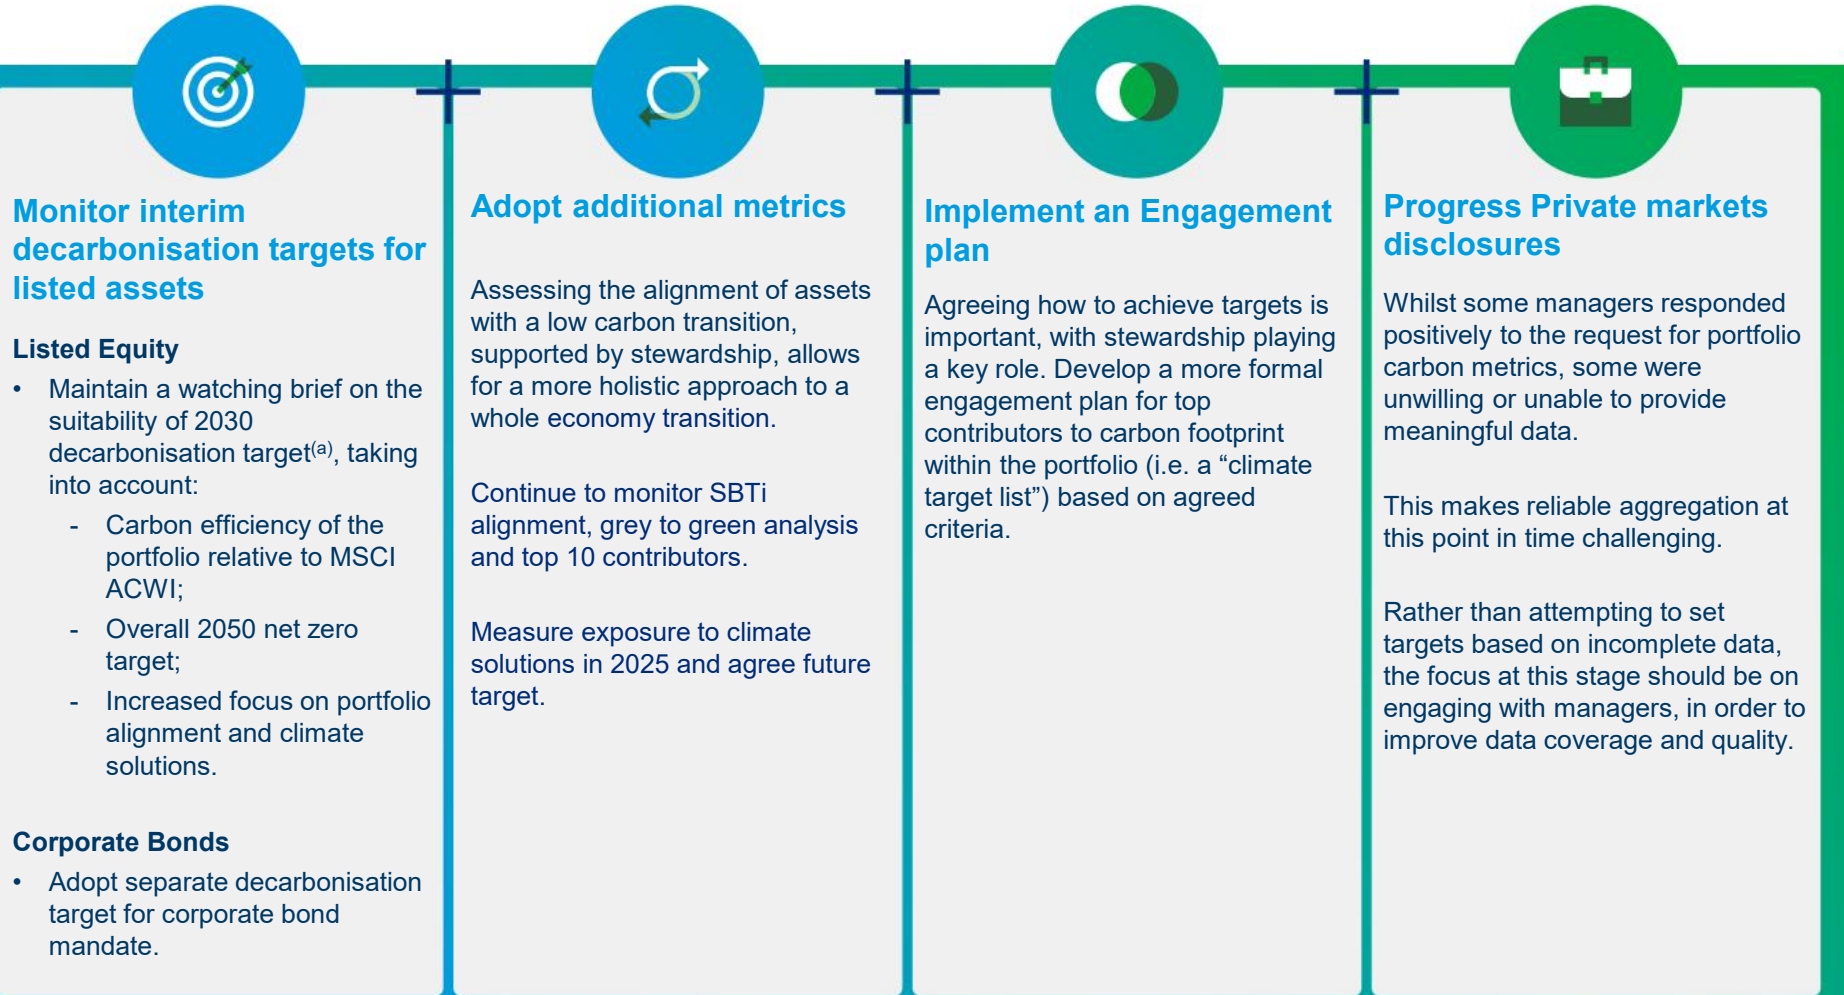 Monitor interim
decarbonisation targets for
listed assets
Listed Equity
• Maintain a watching brief on the
suitability of 2030
decarbonisation target(a), taking
into account:
- Carbon efficiency of the
portfolio relative to MSCI
ACWI;
- Overall 2050 net zero
target;
- Increased focus on portfolio
alignment and climate
solutions.
Corporate Bonds
• Adopt separate decarbonisation
target for corporate bond
mandate.
Adopt additional metrics
Assessing the alignment of assets
with a low carbon transition,
supported by stewardship, allows
for a more holistic approach to a
whole economy transition.
Continue to monitor SBTi
alignment, grey to green analysis
and top 10 contributors.
Measure exposure to climate
solutions in 2025 and agree future
target.
Implement an Engagement
plan
Agreeing how to achieve targets is
important, with stewardship playing
a key role. Develop a more formal
engagement plan for top
contributors to carbon footprint
within the portfolio (i.e. a “climate
target list”) based on agreed
criteria.
Progress Private markets
disclosures
Whilst some managers responded
positively to the request for portfolio
carbon metrics, some were
unwilling or unable to provide
meaningful data.
This makes reliable aggregation at
this point in time challenging.
Rather than attempting to set
targets based on incomplete data,
the focus at this stage should be on
engaging with managers, in order to
improve data coverage and quality.